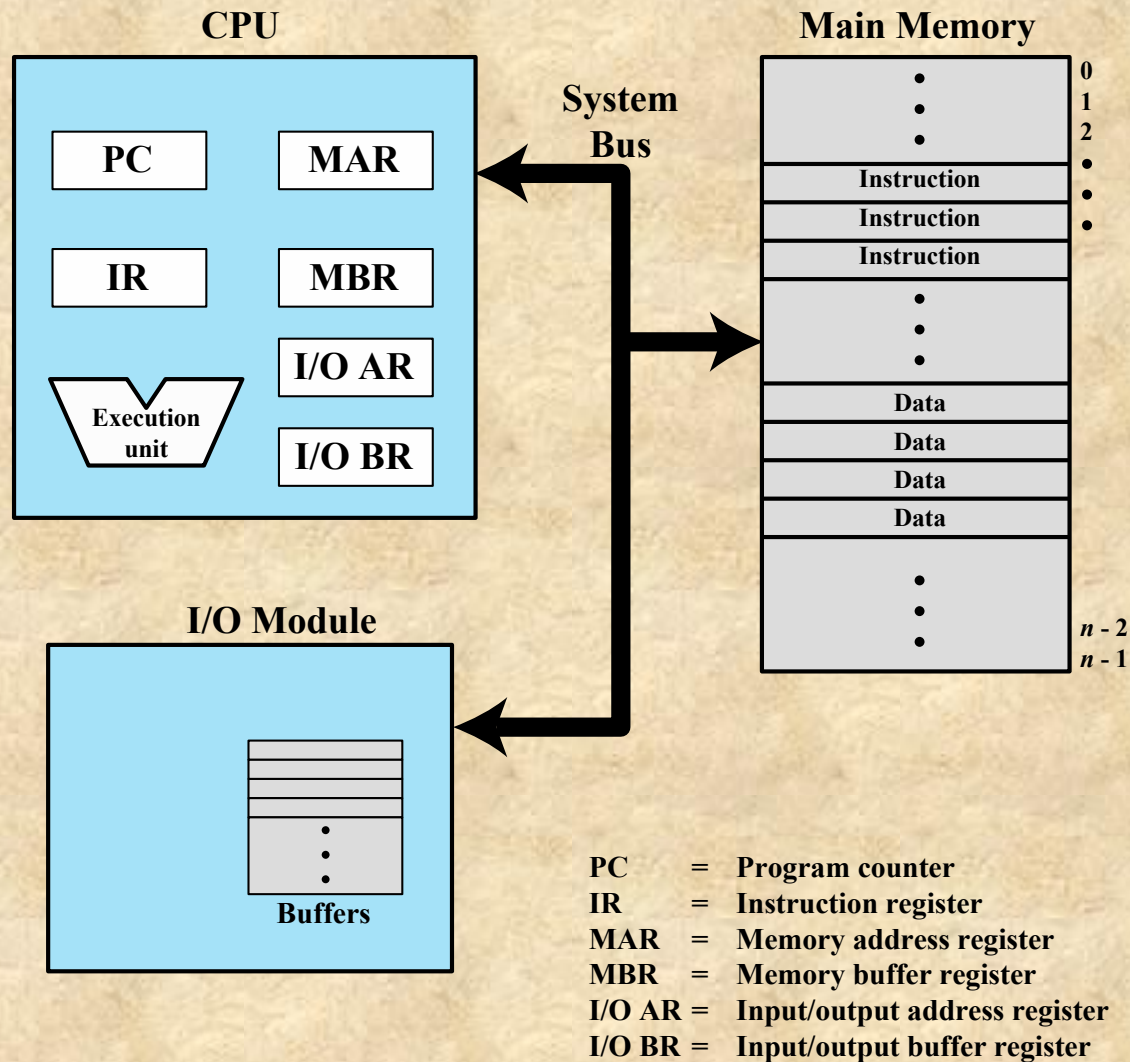 CPU
PC
MAR
IR
MBR
I/O AR
I/O BR
Execution
unit
System
Bus
Main Memory
0
1
2
Instruction
Instruction
Instruction
Data
Data
Data
Data
n - 2
n - 1
I/O Module
Buffers
PC = Program counter
IR = Instruction register
MAR = Memory address register
MBR = Memory buffer register
I/O AR = Input/output address register
I/O BR = Input/output buffer register